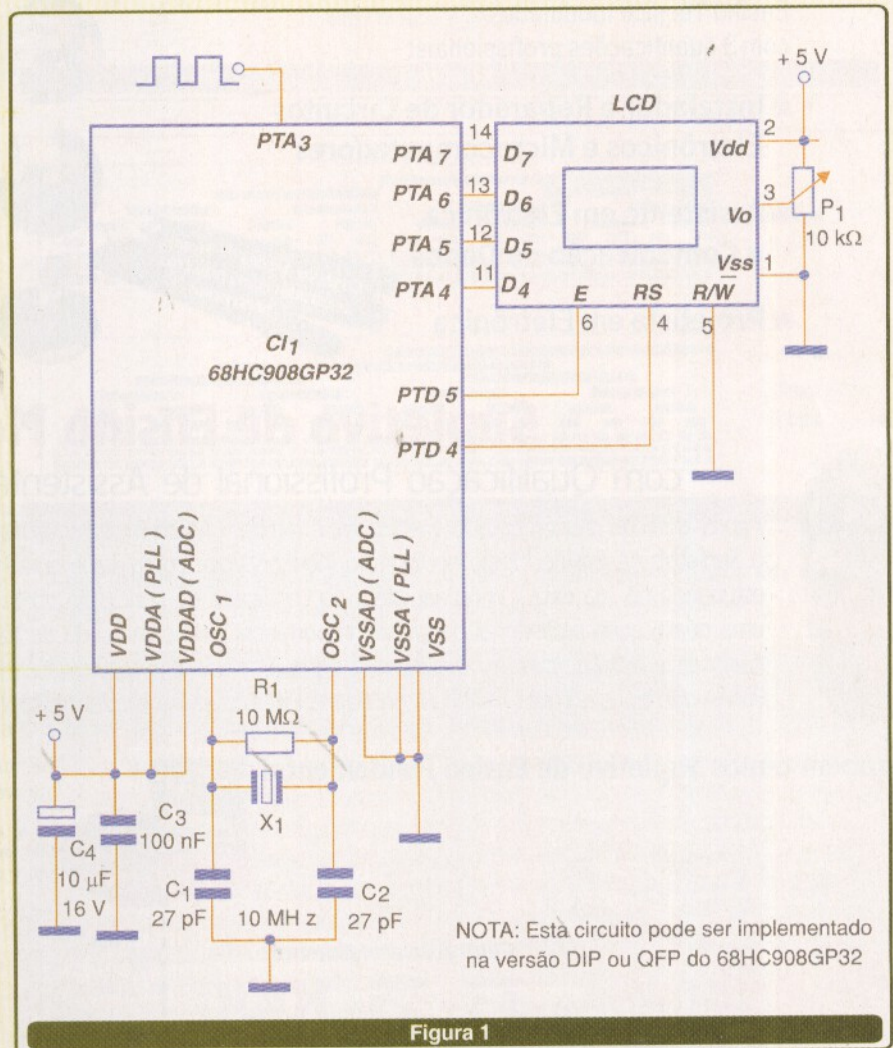 com 3 qualificações profissionais:
+ 5 V
LCD
PTA3
14
PTA 7
D7
2
Vdd
13
PTA 6
D6
3
Vo
P1
12
PTA 5
D5
10 kΩ
11
PTA 4
D4
Vss
1
E
RS
R/W
6
4
5
CI1
68HC908GP32
PTD 5
PTD 4
VDD
VDDA ( PLL )
VDDAD ( ADC )
OSC 1
OSC 2
VSSAD ( ADC )
VSSA ( PLL )
VSS
R1
10 MΩ
+ 5 V
X1
C3
100 nF
C4
10 µF
16 V
C1
27 pF
10 MH z
C2
27 pF
NOTA: Esta circuito pode ser implementado
na versão DIP ou QFP do 68HC908GP32
Figura 1